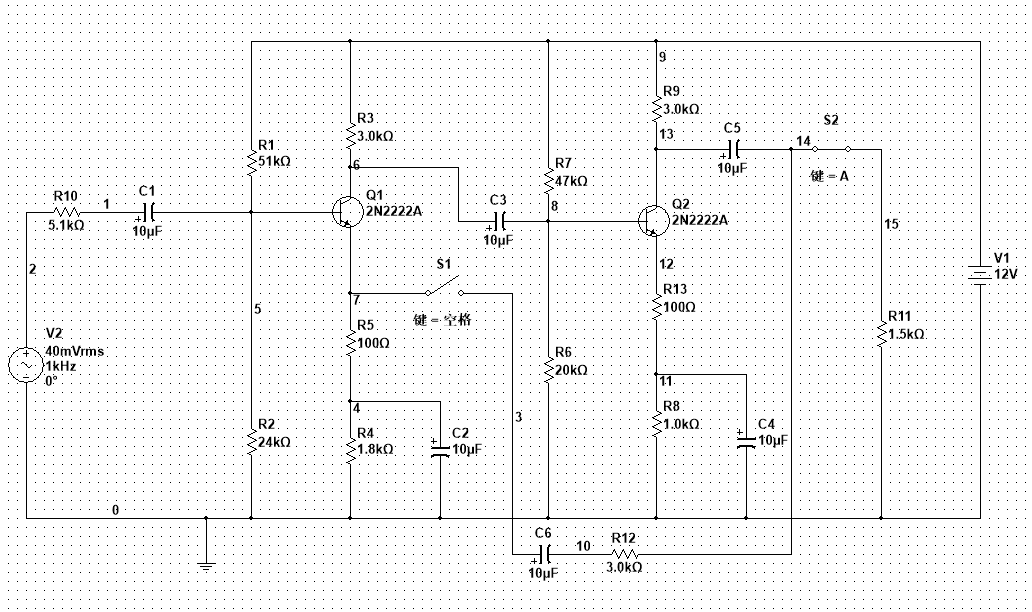 9
R9
3.0kΩ
R3
3.0kΩ
13
C5
10µF
14
S2
键 = A
R1
51kΩ
6
R7
47kΩ
R10
5.1kΩ
1
C1
10µF
Q1
2N2222A
C3
10µF
8
Q2
2N2222A
15
2
5
S1
键 = 空格
7
12
V1
12V
R13
100Ω
R5
100Ω
R11
1.5kΩ
V2
40mVrms
1kHz
0°
R6
20kΩ
11
4
3
R2
24kΩ
R4
1.8kΩ
C2
10µF
R8
1.0kΩ
C4
10µF
0
C6
10µF
10
R12
3.0kΩ